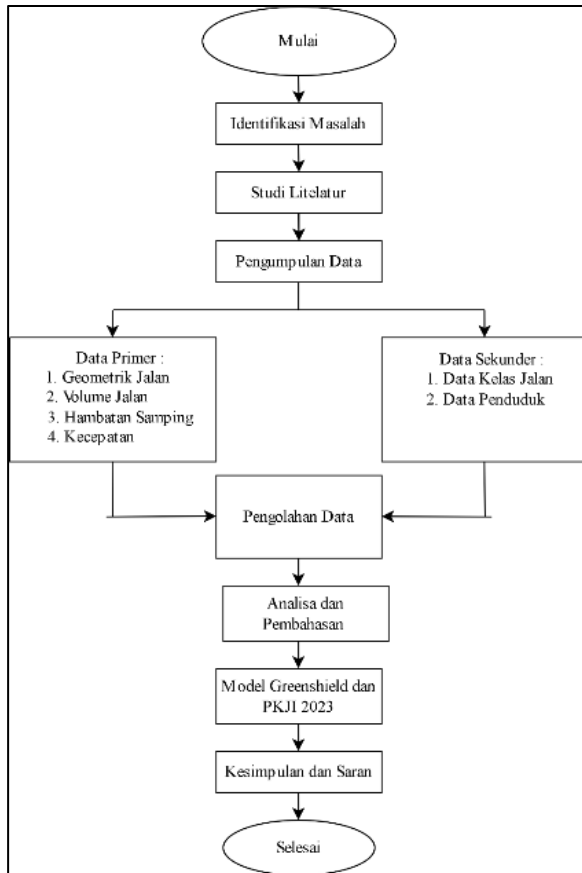 Mulai
Identifikasi Masalah
Studi Litelatur
Pengumpulan Data
Data Primer :
1. Geometrik Jalan
2. Volume Jalan
3. Hambatan Samping
4. Kecepatan
Data Sekunder :
1. Data Kelas Jalan
2. Data Penduduk
Pengolahan Data
Analisa dan
Pembahasan
Model Greenshield dan
PKJI 2023
Kesimpulan dan Saran
Selesai